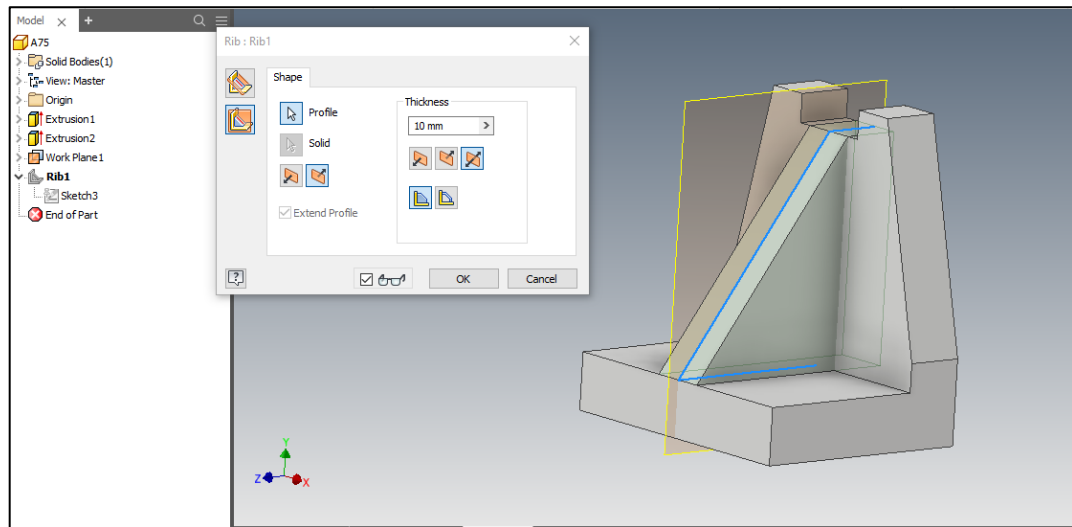 Model × +
A75
Solid Bodies(1)
View: Master
Origin
Extrusion1
Extrusion2
Work Plane1
Rib1
Sketch3
End of Part
Rib : Rib1
Shape
Profile
Solid
Extend Profile
Thickness
10 mm >
?
OK
Cancel
Y
Z
X